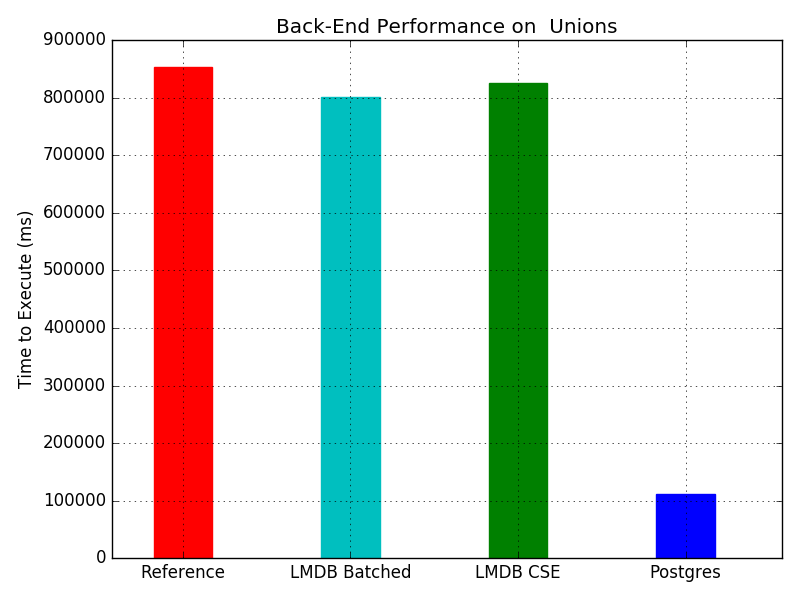 Back-End Performance on  Unions
Time to Execute (ms)
900000
800000
700000
600000
500000
400000
300000
200000
100000
0
Reference
LMDB Batched
LMDB CSE
Postgres